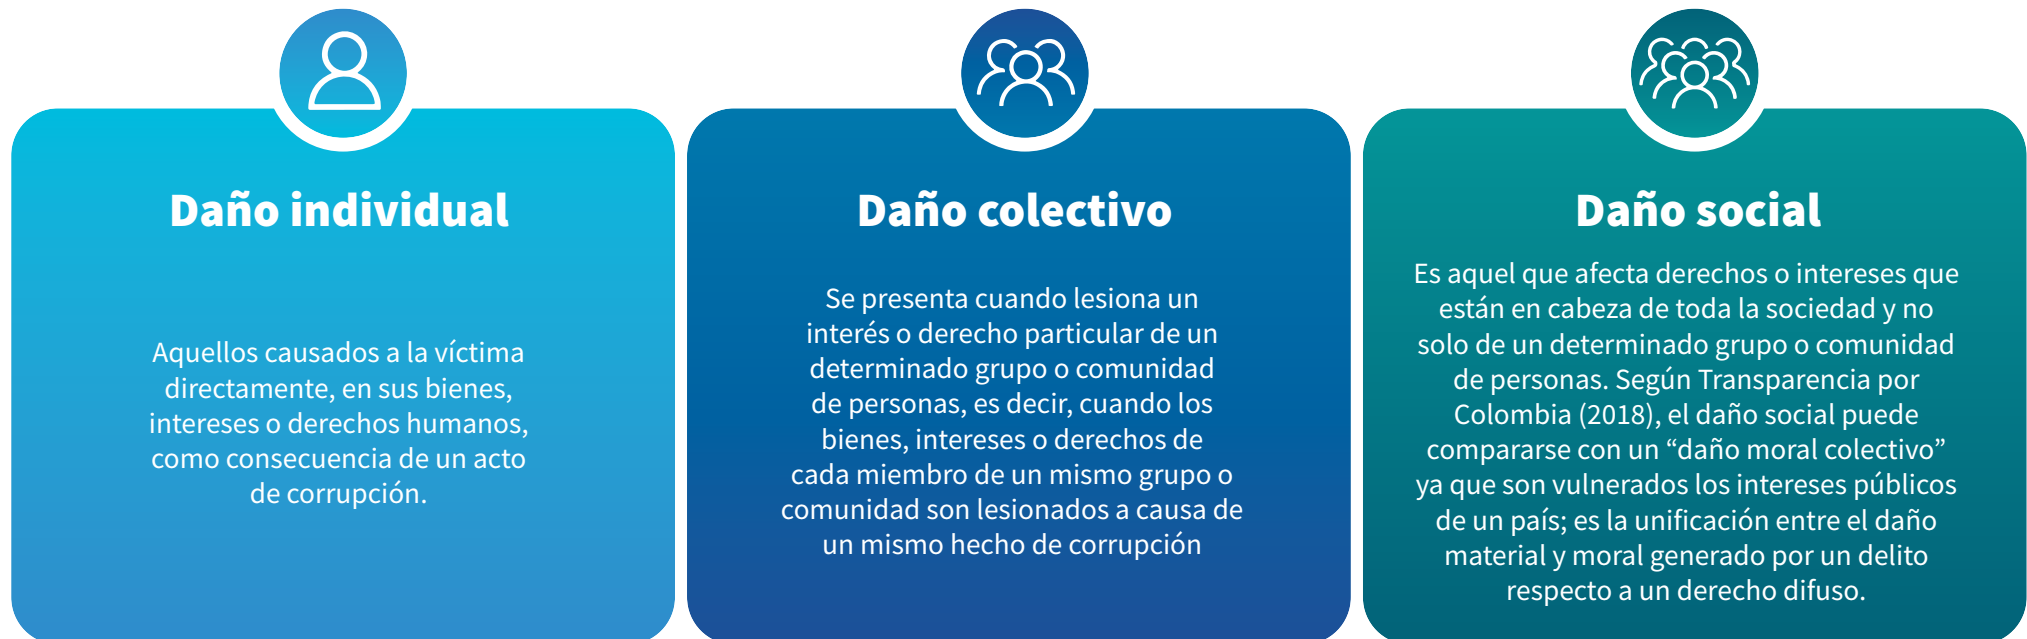 Daño individual
Aquellos causados a la víctima
directamente, en sus bienes,
intereses o derechos humanos,
como consecuencia de un acto
de corrupción.
Daño colectivo
Se presenta cuando lesiona un
interés o derecho particular de un
determinado grupo o comunidad
de personas, es decir, cuando los
bienes, intereses o derechos de
cada miembro de un mismo grupo o
comunidad son lesionados a causa de
un mismo hecho de corrupción
Daño social
Es aquel que afecta derechos o intereses que
están en cabeza de toda la sociedad y no
solo de un determinado grupo o comunidad
de personas. Según Transparencia por
Colombia (2018), el daño social puede
compararse con un “daño moral colectivo”
ya que son vulnerados los intereses públicos
de un país; es la unificación entre el daño
material y moral generado por un delito
respecto a un derecho difuso.